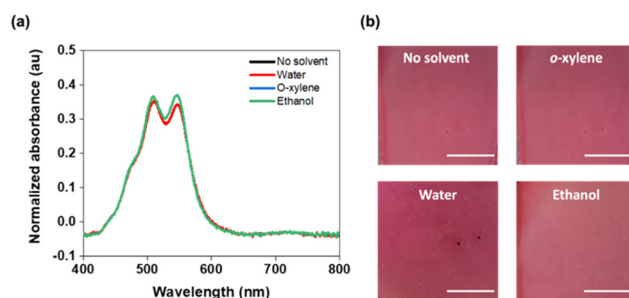 (a)
0.5
0.4
0.3
0.2
0.1
0.0
-0.1
400 500 600 700 800
Normalized absorbance (au)
Wavelength (nm)
No solvent
Water
O-xylene
Ethanol
(b)
No solvent
o-xylene
Water
Ethanol